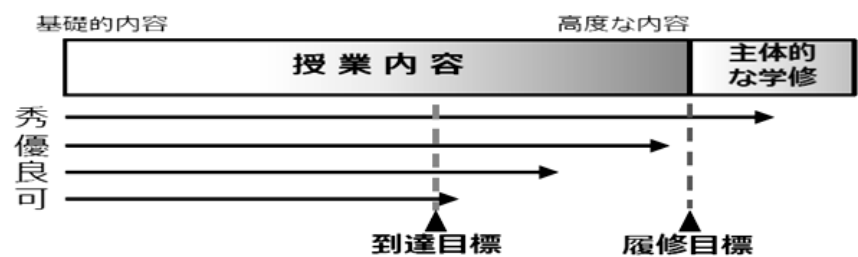 基礎的内容
高度な内容
授業内容
主体的
な学修
秀
優
良
可
到達目標
履修目標